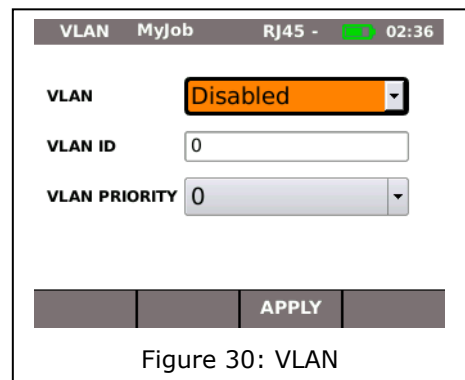 VLAN MyJob RJ45 - 02:36
VLAN Disabled
VLAN ID 0
VLAN PRIORITY 0
APPLY
Figure 30: VLAN